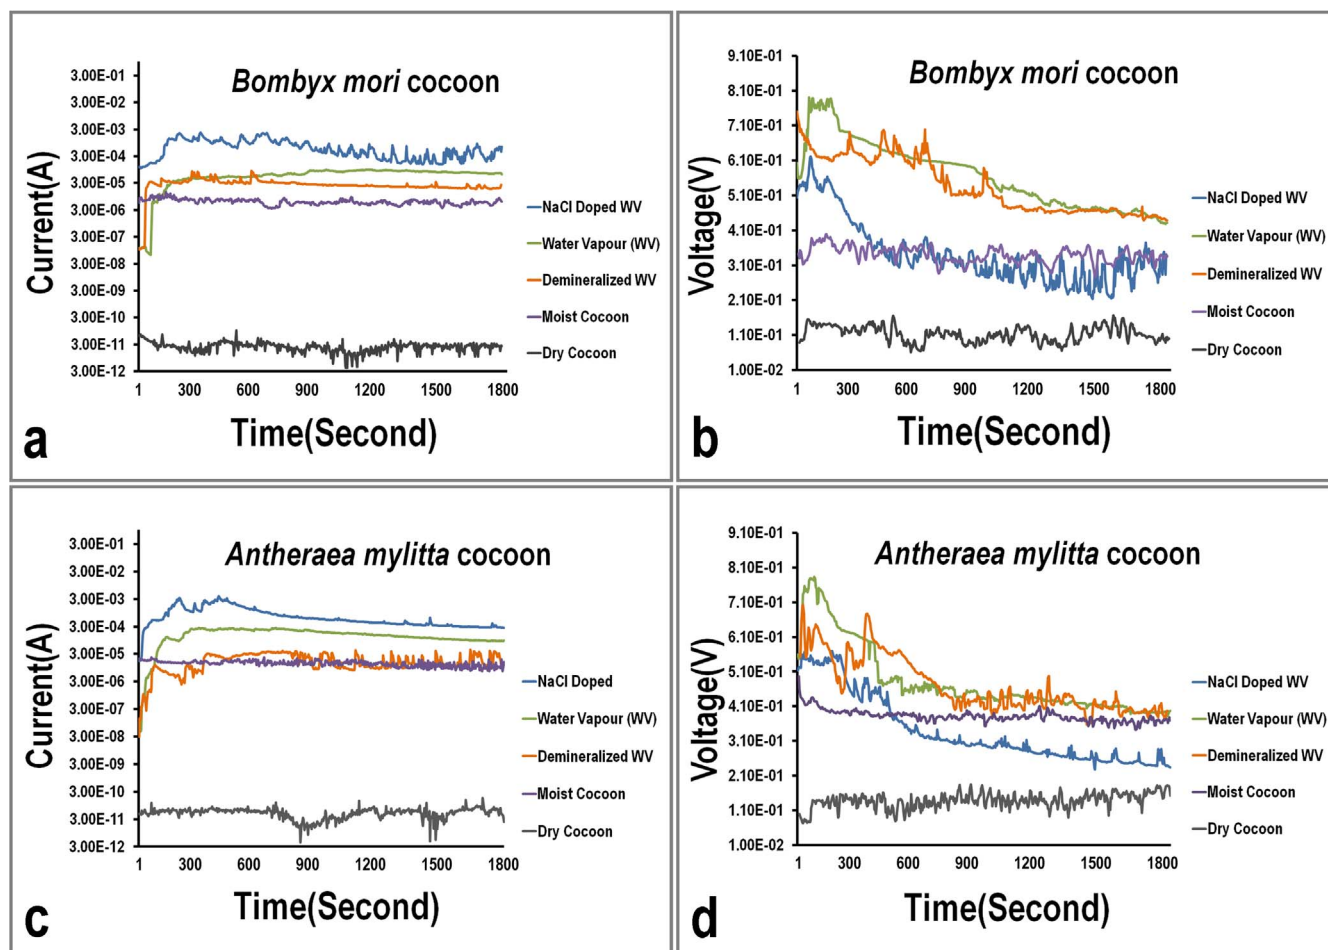 Bombyx mori cocoon
Current(A)
3.00E-01
3.00E-02
3.00E-03
3.00E-04
3.00E-05
3.00E-06
3.00E-07
3.00E-08
3.00E-09
3.00E-10
3.00E-11
3.00E-12
NaCl Doped WV
Water Vapour (WV)
Demineralized WV
Moist Cocoon
Dry Cocoon
1 300 600 900 1200 1500 1800
Time(Second)
a
Bombyx mori cocoon
Voltage(V)
9.10E-01
8.10E-01
7.10E-01
6.10E-01
5.10E-01
4.10E-01
3.10E-01
2.10E-01
1.10E-01
1.00E-02
NaCl Doped WV
Water Vapour (WV)
Demineralized WV
Moist Cocoon
Dry Cocoon
1 300 600 900 1200 1500 1800
Time(Second)
b
Antheraea mylitta cocoon
Current(A)
3.00E-01
3.00E-02
3.00E-03
3.00E-04
3.00E-05
3.00E-06
3.00E-07
3.00E-08
3.00E-09
3.00E-10
3.00E-11
3.00E-12
NaCl Doped
Water Vapour (WV)
Demineralized WV
Moist Cocoon
Dry Cocoon
1 300 600 900 1200 1500 1800
Time(Second)
c
Antheraea mylitta cocoon
Voltage(V)
9.10E-01
8.10E-01
7.10E-01
6.10E-01
5.10E-01
4.10E-01
3.10E-01
2.10E-01
1.10E-01
1.00E-02
NaCl Doped WV
Water Vapour (WV)
Demineralized WV
Moist Cocoon
Dry Cocoon
1 300 600 900 1200 1500 1800
Time(Second)
d